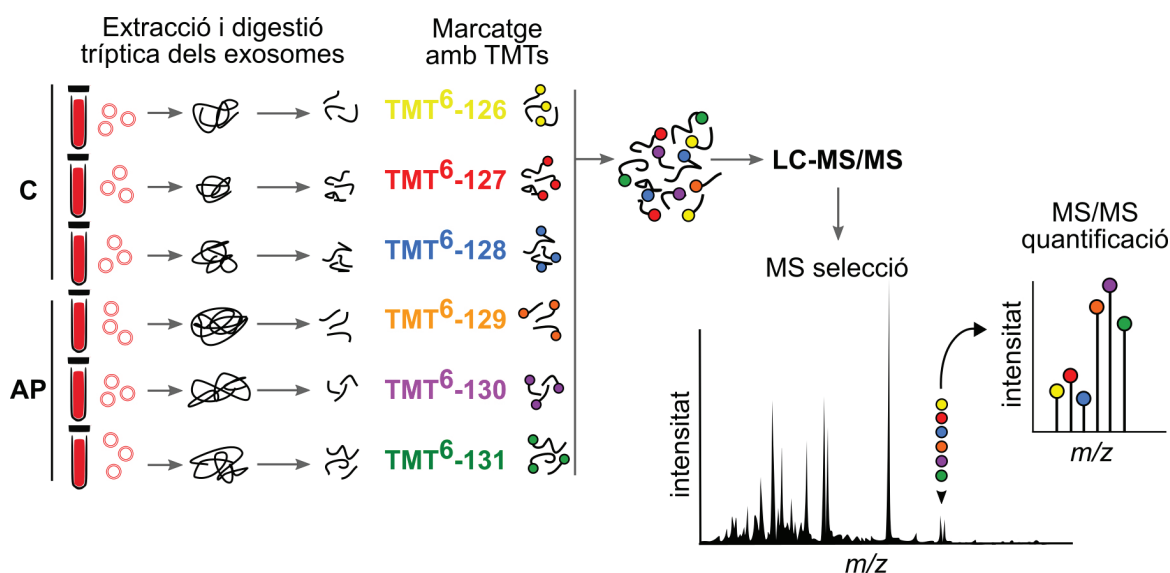 Extracció i digestió
tríptica dels exosomes
Marcatge
amb TMTs
C
AP
TMT6-126
TMT6-127
TMT6-128
TMT6-129
TMT6-130
TMT6-131
LC-MS/MS
MS selecció
intensitat
m/z
MS/MS
quantificació
intensitat
m/z